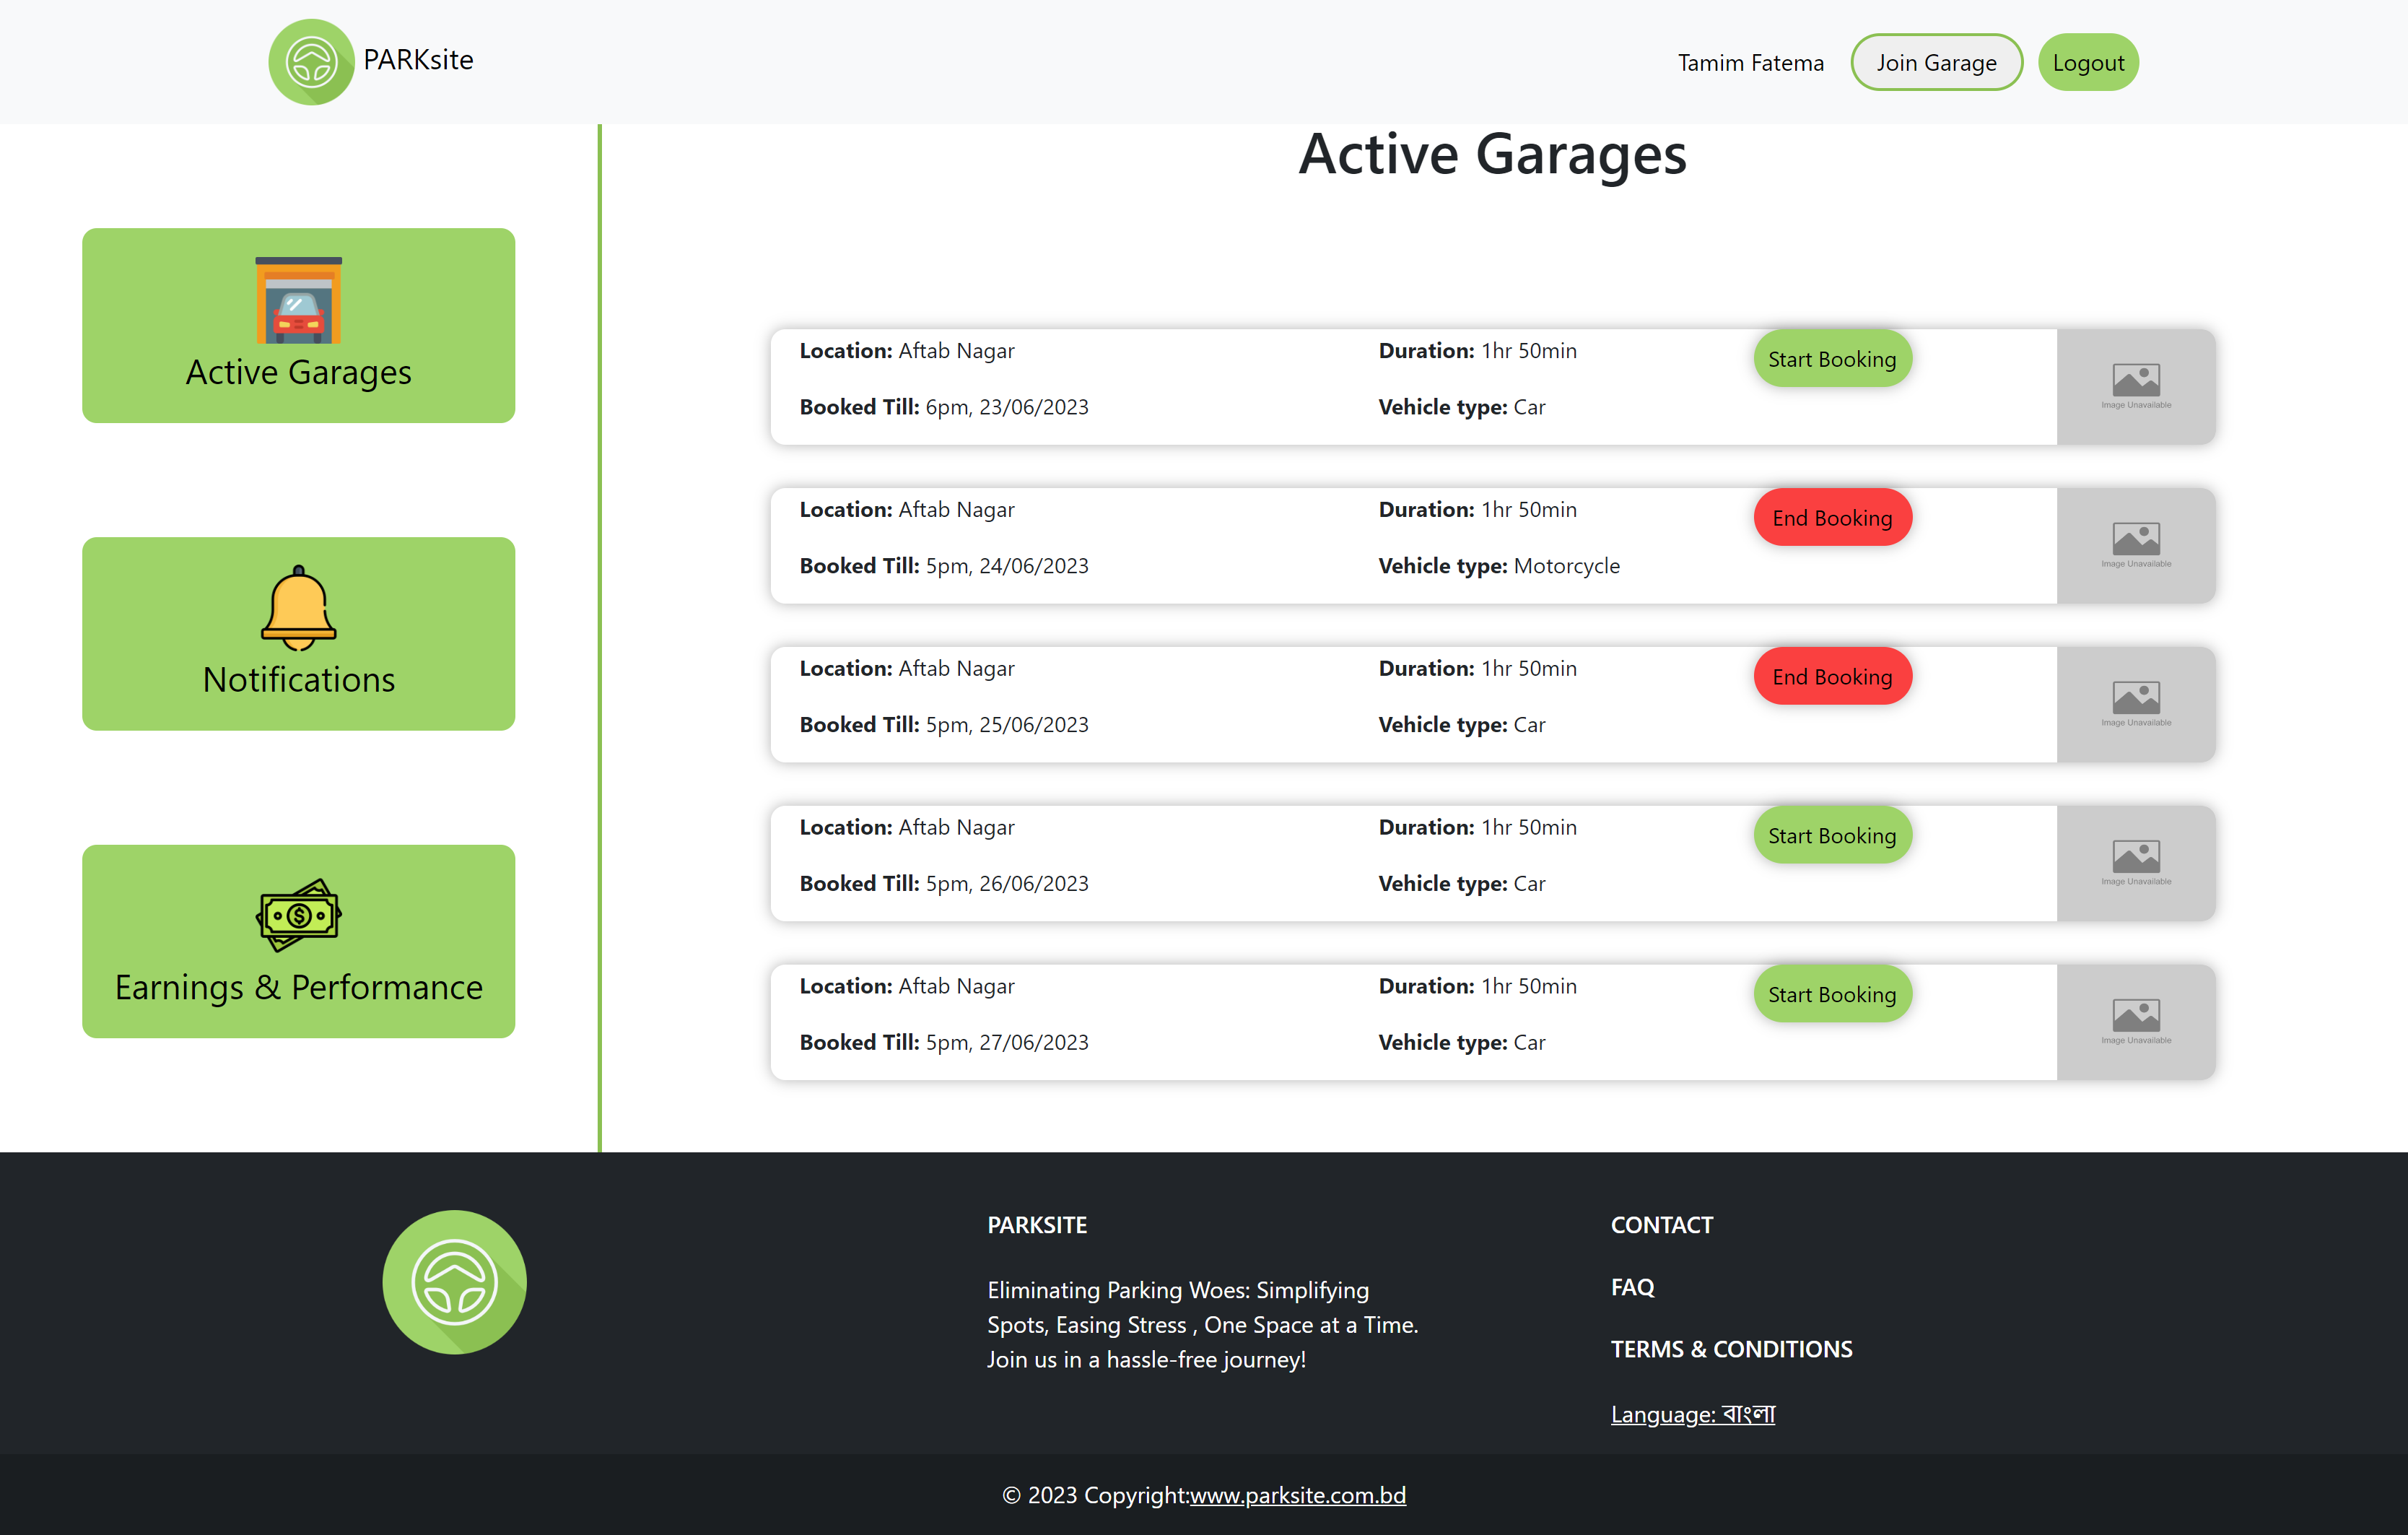 PARKsite
Tamim Fatema
Join Garage
Logout
Active Garages
Notifications
Earnings & Performance
Active Garages
Location: Aftab Nagar
Duration: 1hr 50min
Start Booking
Booked Till: 6pm, 23/06/2023
Vehicle type: Car
Image Unavailable
Location: Aftab Nagar
Duration: 1hr 50min
End Booking
Booked Till: 5pm, 24/06/2023
Vehicle type: Motorcycle
Image Unavailable
Location: Aftab Nagar
Duration: 1hr 50min
End Booking
Booked Till: 5pm, 25/06/2023
Vehicle type: Car
Image Unavailable
Location: Aftab Nagar
Duration: 1hr 50min
Start Booking
Booked Till: 5pm, 26/06/2023
Vehicle type: Car
Image Unavailable
Location: Aftab Nagar
Duration: 1hr 50min
Start Booking
Booked Till: 5pm, 27/06/2023
Vehicle type: Car
Image Unavailable
PARKSITE
Eliminating Parking Woes: Simplifying
Spots, Easing Stress , One Space at a Time.
Join us in a hassle-free journey!
CONTACT
FAQ
TERMS & CONDITIONS
Language: বাংলা
© 2023 Copyright:www.parksite.com.bd